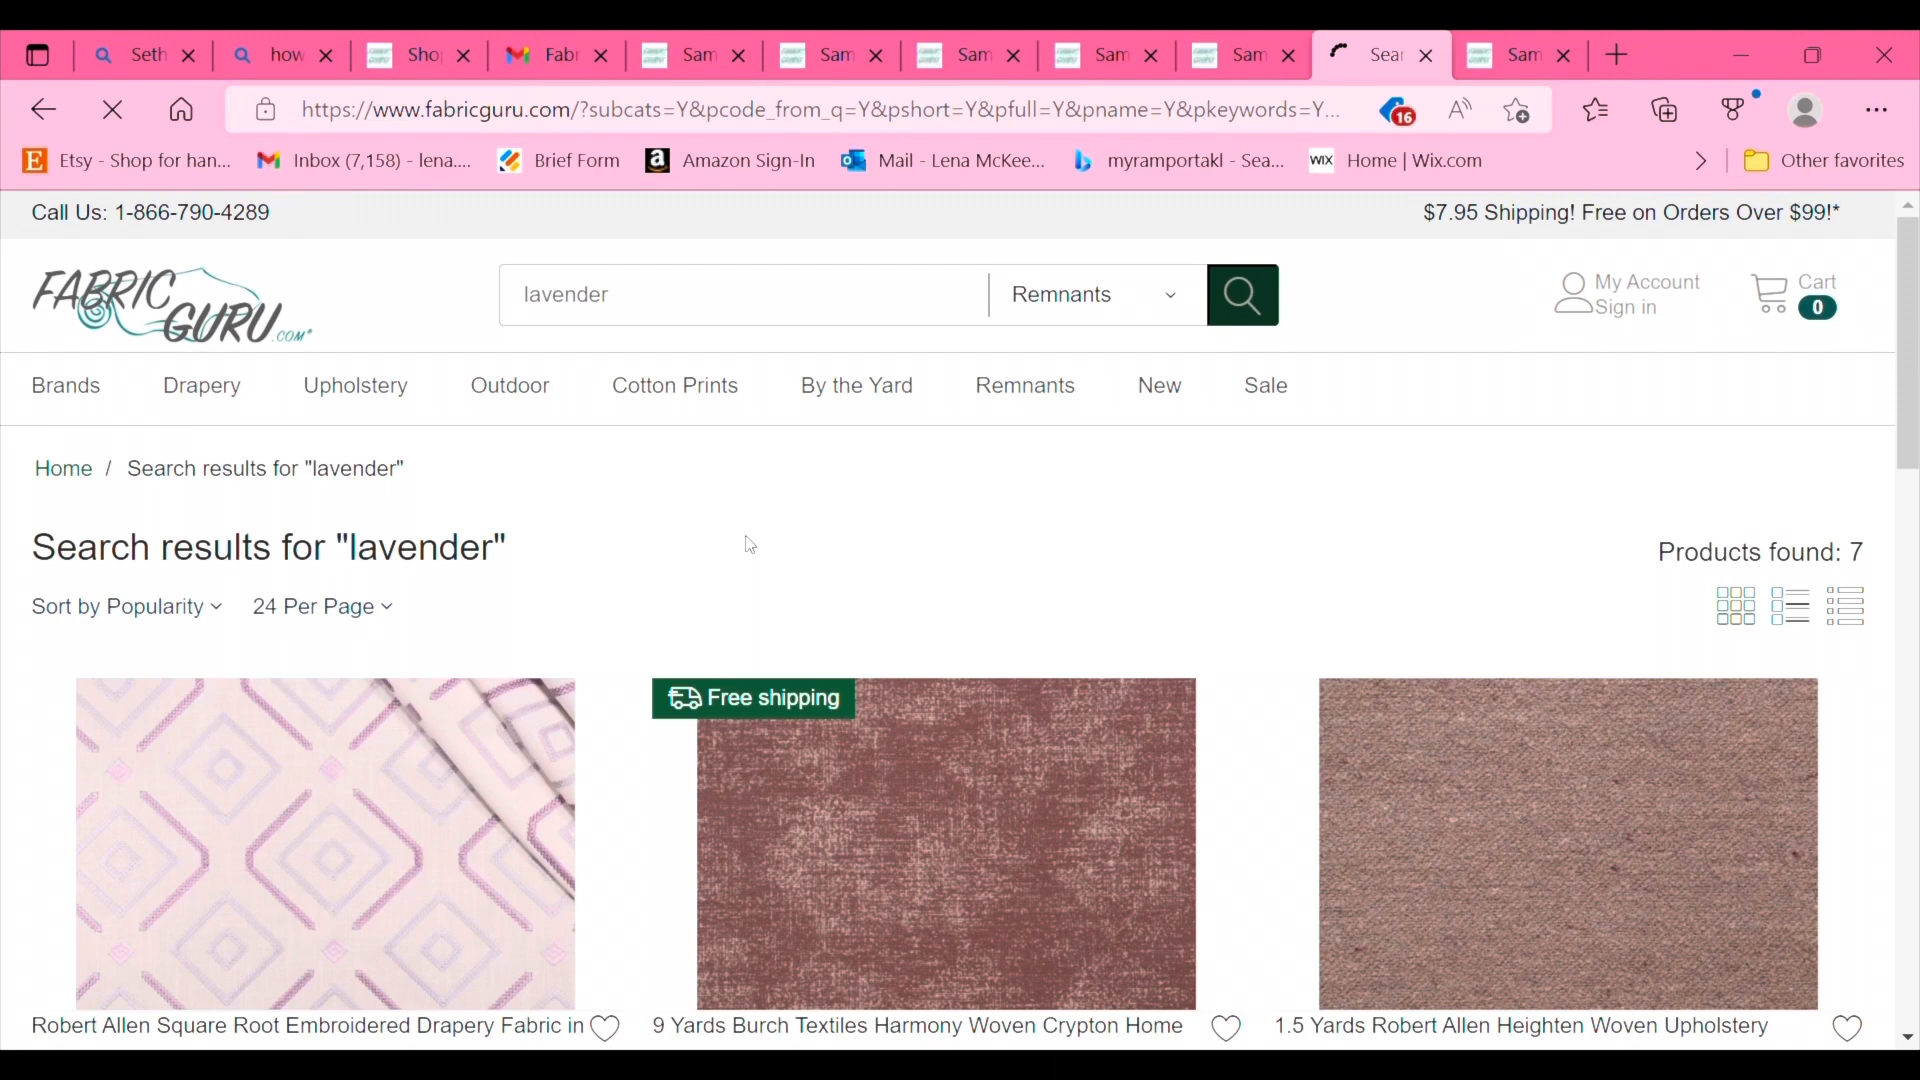 Seth
how
Sho
Fabr
Sam
Sam
Sam
Sam
Sam
Sear
Sam
https://www.fabricguru.com/?subcats=Y&pcode_from_q=Y&pshort=Y&pfull=Y&pname=Y&pkeywords=Y...
16
Etsy - Shop for han...
Inbox (7,158) - lena....
Brief Form
Amazon Sign-In
Mail - Lena McKee...
myramportakl - Sea...
WIX
Home | Wix.com
Other favorites
Call Us: 1-866-790-4289
$7.95 Shipping! Free on Orders Over $99!*
FABRIC
GURU.COM
lavender
Remnants
My Account
Sign in
Cart
0
Brands
Drapery
Upholstery
Outdoor
Cotton Prints
By the Yard
Remnants
New
Sale
Home / Search results for "lavender"
Search results for "lavender"
Products found: 7
Sort by Popularity
24 Per Page
Free shipping
Robert Allen Square Root Embroidered Drapery Fabric in
9 Yards Burch Textiles Harmony Woven Crypton Home
1.5 Yards Robert Allen Heighten Woven Upholstery